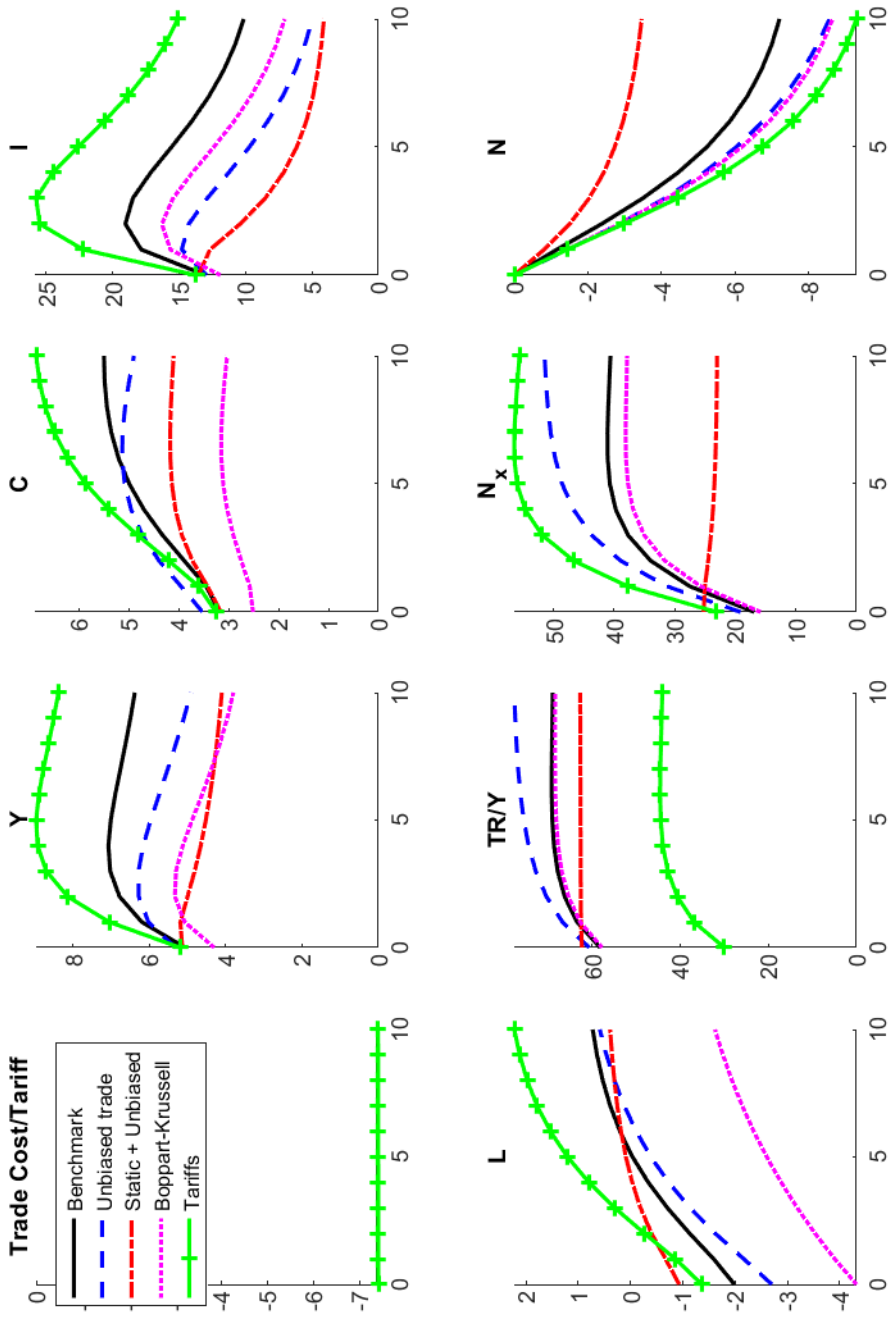 Trade Cost/Tariff
0
-4
-5
-6
-7
0 5 10
Benchmark
Unbiased trade
Static + Unbiased
Boppart-Krussell
Tariffs
Y
8
6
4
2
0
0 5 10
C
6
5
4
3
2
1
0
0 5 10
I
25
20
15
10
5
0
0 5 10
L
2
1
0
-1
-2
-3
-4
0 5 10
TR/Y
60
40
20
0
0 5 10
N_x
50
40
30
20
10
0
0 5 10
N
0
-2
-4
-6
-8
0 5 10